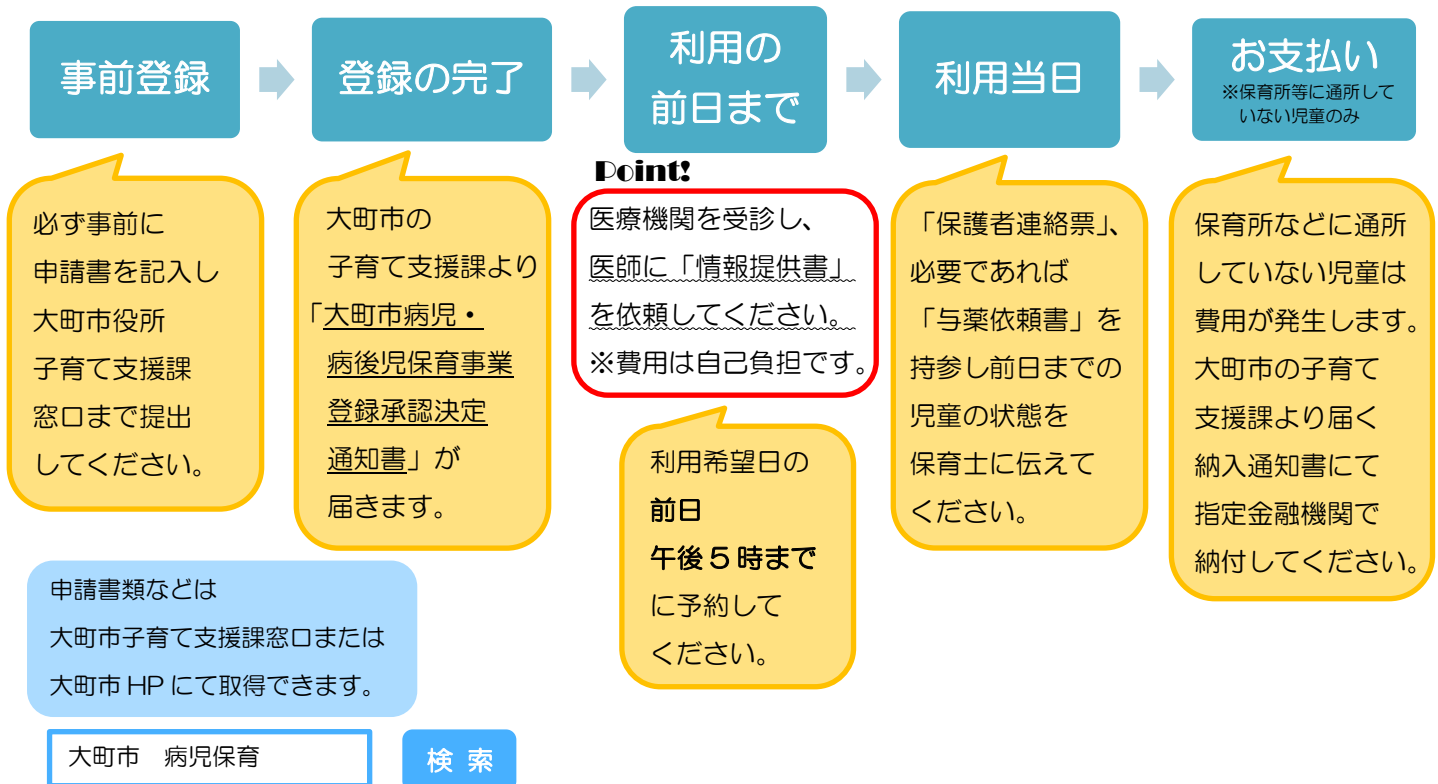 事前登録
登録の完了
利用の
前日まで
利用当日
お支払い
※保育所等に通所して
いない児童のみ
必ず事前に
申請書を記入し
大町市役所
子育て支援課
窓口まで提出
してください。
大町市の
子育て支援課より
「大町市病児・
病後児保育事業
登録承認決定
通知書」が
届きます。
Point!
医療機関を受診し、
医師に「情報提供書」
を依頼してください。
※費用は自己負担です。
利用希望日の
前日
午後5時まで
に予約して
ください。
「保護者連絡票」、
必要であれば
「与薬依頼書」を
持参し前日までの
児童の状態を
保育士に伝えて
ください。
保育所などに通所
していない児童は
費用が発生します。
大町市の子育て
支援課より届く
納入通知書にて
指定金融機関で
納付してください。
申請書類などは
大町市子育て支援課窓口または
大町市 HP にて取得できます。
大町市　病児保育
検 索